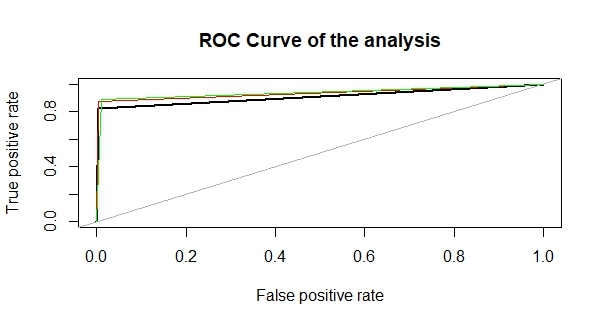 ROC Curve of the analysis
True positive rate
0.8
0.4
0.0
0.0 0.2 0.4 0.6 0.8 1.0
False positive rate